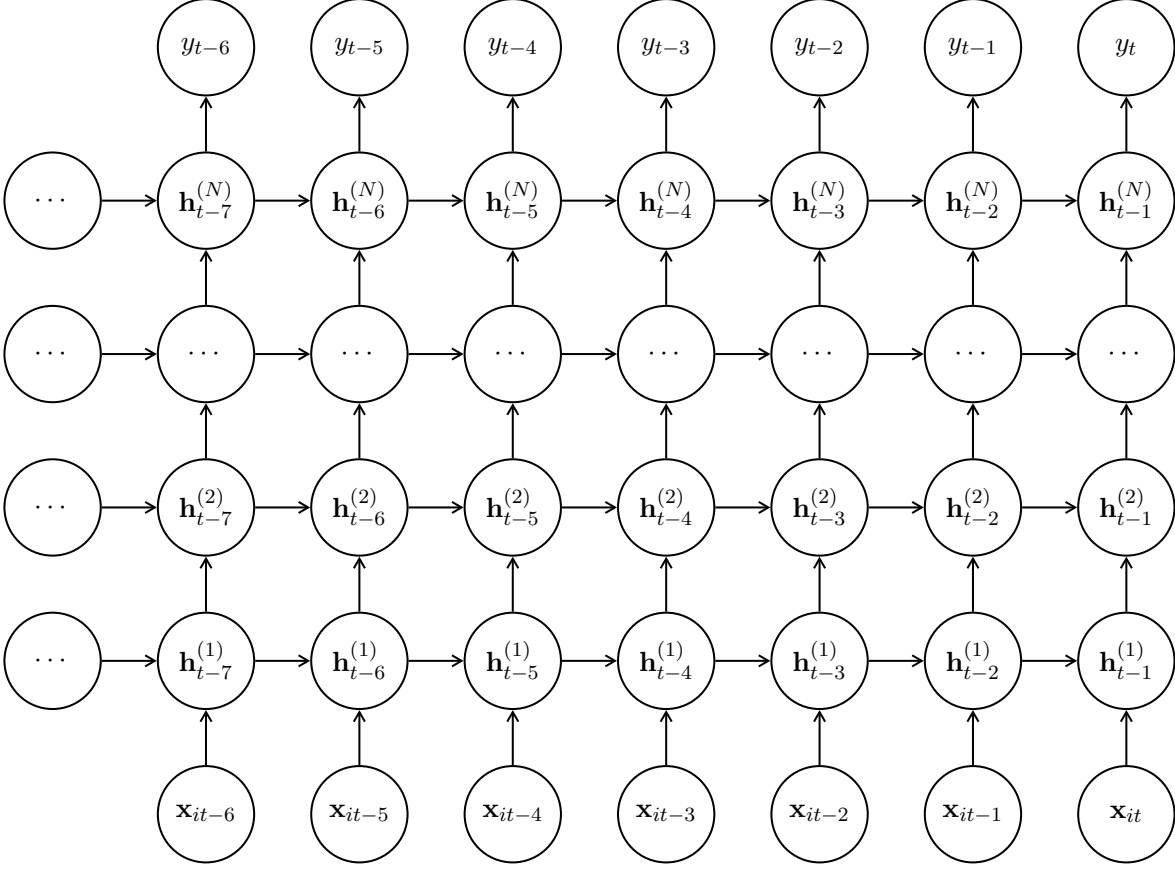 y_{t−6} y_{t−5} y_{t−4} y_{t−3} y_{t−2} y_{t−1} y_t
⋯ h_{t−7}^{(N)} h_{t−6}^{(N)} h_{t−5}^{(N)} h_{t−4}^{(N)} h_{t−3}^{(N)} h_{t−2}^{(N)} h_{t−1}^{(N)}
⋯ ⋯ ⋯ ⋯ ⋯ ⋯ ⋯ ⋯
⋯ h_{t−7}^{(2)} h_{t−6}^{(2)} h_{t−5}^{(2)} h_{t−4}^{(2)} h_{t−3}^{(2)} h_{t−2}^{(2)} h_{t−1}^{(2)}
⋯ h_{t−7}^{(1)} h_{t−6}^{(1)} h_{t−5}^{(1)} h_{t−4}^{(1)} h_{t−3}^{(1)} h_{t−2}^{(1)} h_{t−1}^{(1)}
x_{it−6} x_{it−5} x_{it−4} x_{it−3} x_{it−2} x_{it−1} x_{it}